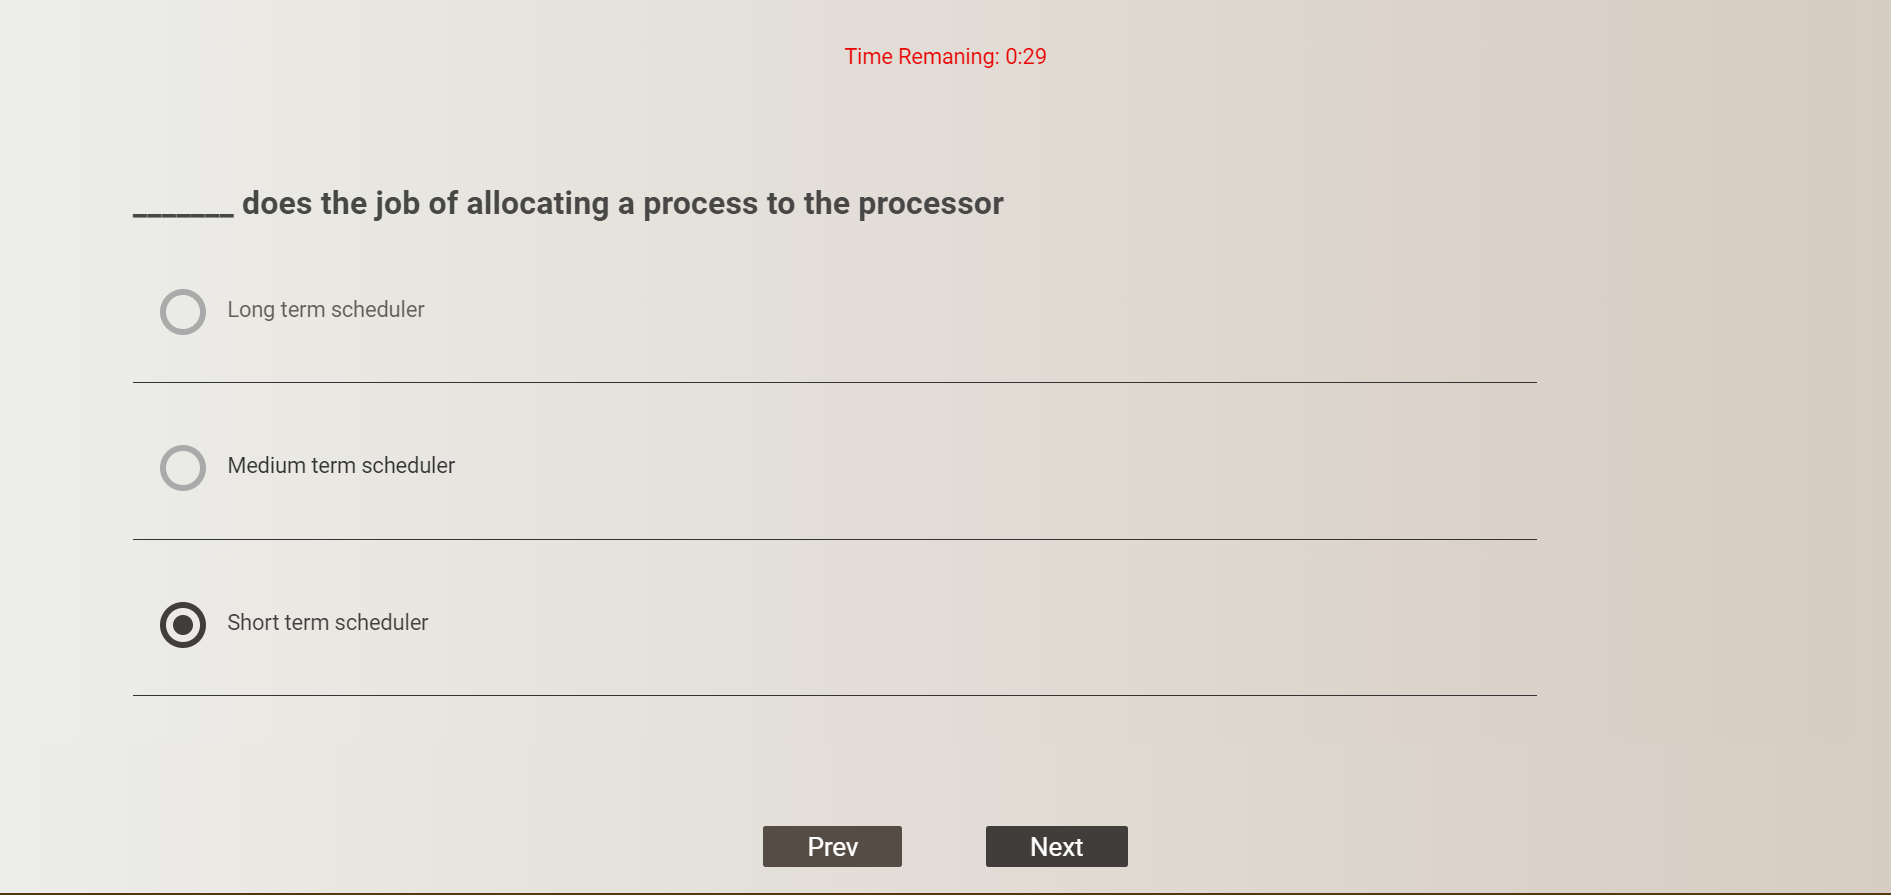 Time Remaning: 0:29
_______ does the job of allocating a process to the processor
Long term scheduler
Medium term scheduler
Short term scheduler
Prev
Next